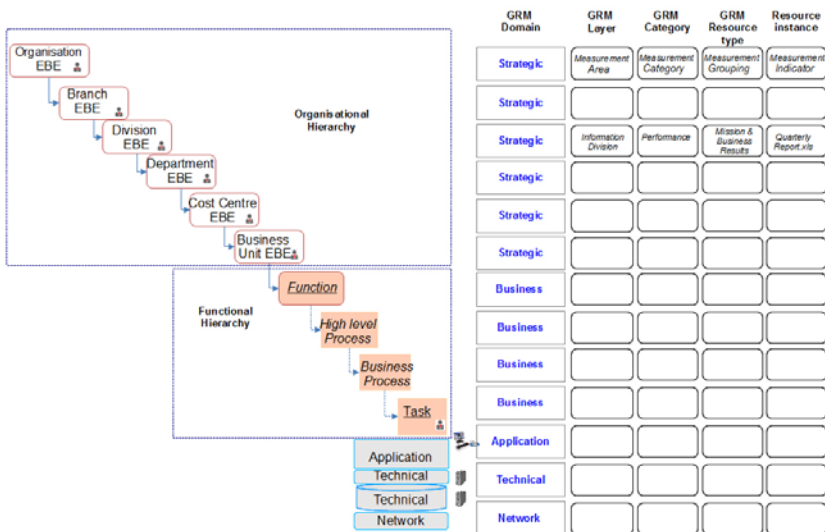 GRM Domain
GRM Layer
GRM Category
GRM Resource type
Resource instance
Organisation
EBE
Branch
EBE
Division
EBE
Department
EBE
Cost Centre
EBE
Business
Unit EBE
Organisational
Hierarchy
Function
High level
Process
Business
Process
Task
Functional
Hierarchy
Application
Technical
Technical
Network
Strategic
Measurement
Area
Measurement
Category
Measurement
Grouping
Measurement
Indicator
Strategic
Strategic
Information
Division
Performance
Mission &
Business
Results
Quarterly
Report.xls
Strategic
Strategic
Strategic
Business
Business
Business
Business
Application
Technical
Network